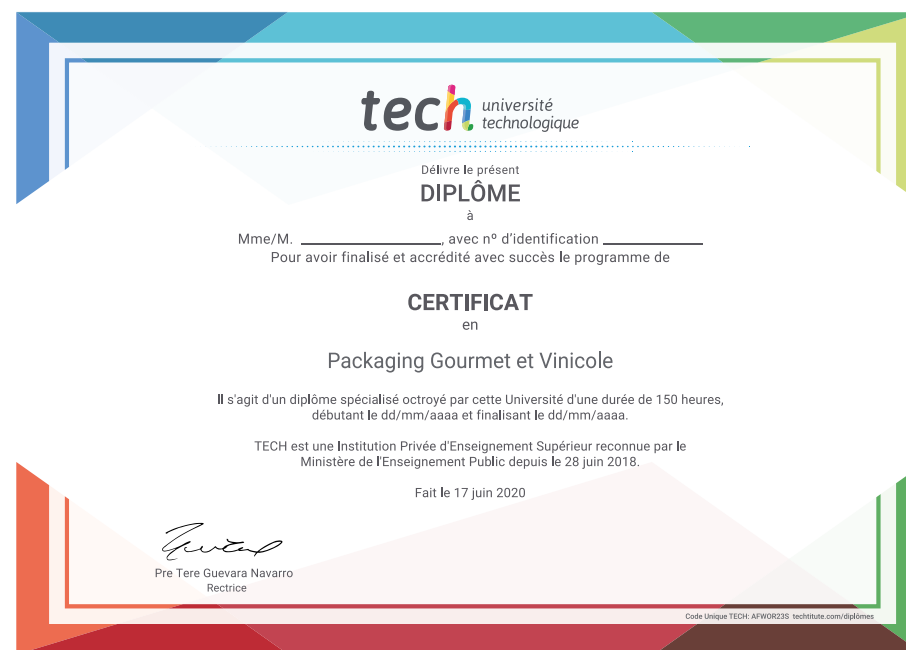 tech université
technologique
Délivre le présent
DIPLÔME
à
Mme/M. ____________________, avec nº d'identification ______________
Pour avoir finalisé et accrédité avec succès le programme de
CERTIFICAT
en
Packaging Gourmet et Vinicole
Il s'agit d'un diplôme spécialisé octroyé par cette Université d'une durée de 150 heures,
débutant le dd/mm/aaaa et finalisant le dd/mm/aaaa.
TECH est une Institution Privée d'Enseignement Supérieur reconnue par le
Ministère de l'Enseignement Public depuis le 28 juin 2018.
Fait le 17 juin 2020
Pre Tere Guevara Navarro
Rectrice
Code Unique TECH: AFWOR23S techtitute.com/diplômes